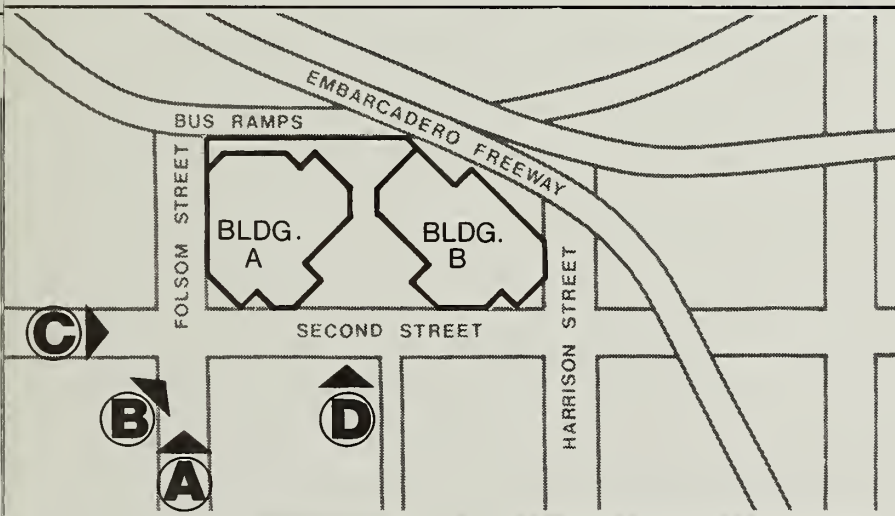 EMBARCADERO FREEWAY
BUS RAMPS
FOLSOM STREET
BLDG.
A
BLDG.
B
HARRISON STREET
SECOND STREET
C
B
D
A